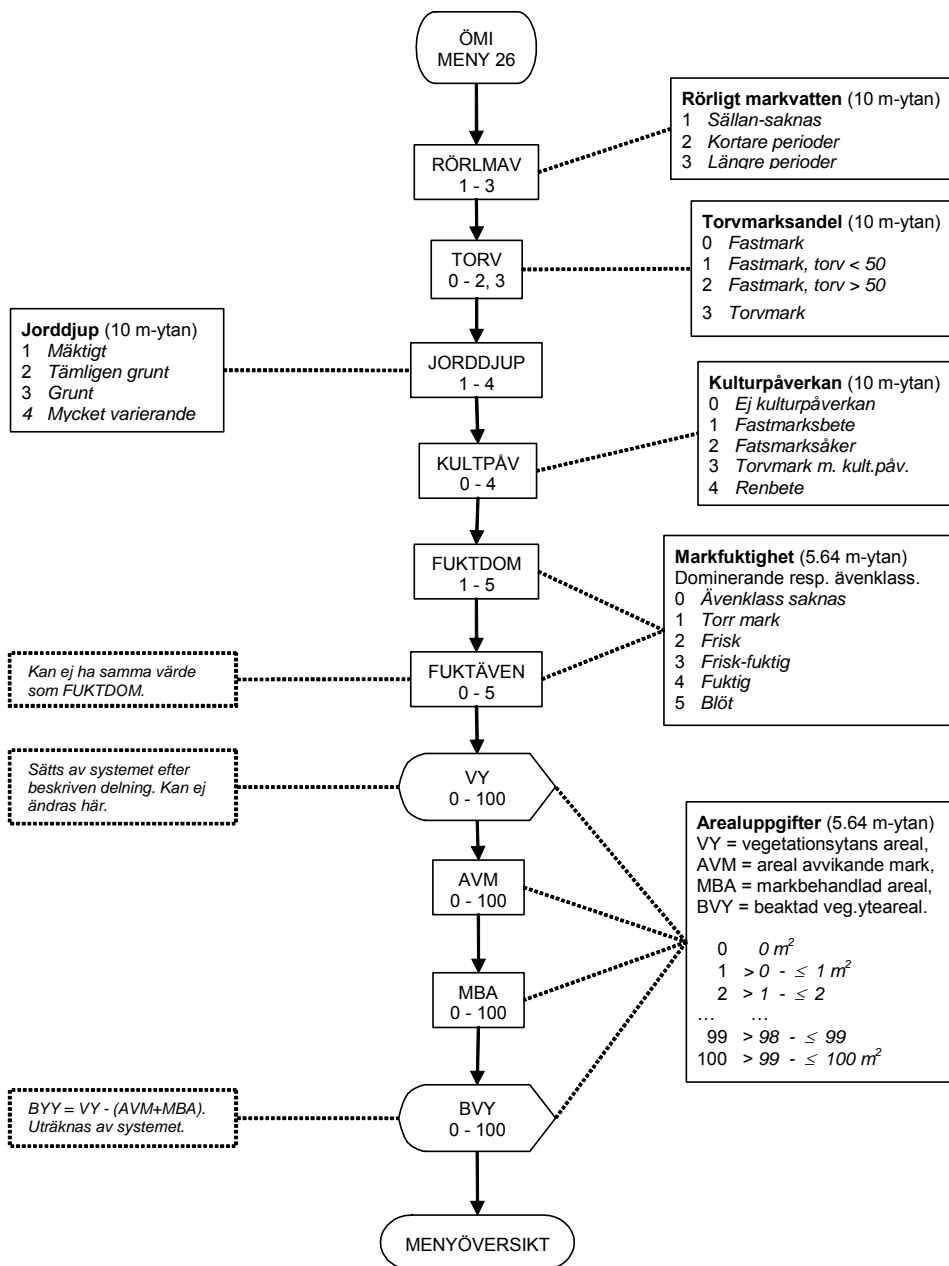 ÖMI
MENY 26
Rörligt markvatten (10 m-ytan)
1 Sällan-saknas
2 Kortare perioder
3 Längre perioder
RÖRLMAV
1 - 3
Torvmarksandel (10 m-ytan)
0 Fastmark
1 Fastmark, torv < 50
2 Fastmark, torv > 50
3 Torvmark
TORV
0 - 2, 3
Jorddjup (10 m-ytan)
1 Mäktigt
2 Tämligen grunt
3 Grunt
4 Mycket varierande
JORDDJUP
1 - 4
Kulturpåverkan (10 m-ytan)
0 Ej kulturpåverkan
1 Fastmarksbete
2 Fatsmarksåker
3 Torvmark m. kult.påv.
4 Renbete
KULTPÅV
0 - 4
FUKTDOM
1 - 5
Markfuktighet (5.64 m-ytan)
Dominerande resp. ävenklass.
0 Ävenklass saknas
1 Torr mark
2 Frisk
3 Frisk-fuktig
4 Fuktig
5 Blöt
Kan ej ha samma värde
som FUKTDOM.
FUKTÄVEN
0 - 5
Sätts av systemet efter
beskriven delning. Kan ej
ändras här.
VY
0 - 100
Arealuppgifter (5.64 m-ytan)
VY = vegetationsytans areal,
AVM = areal avvikande mark,
MBA = markbehandlad areal,
BVY = beaktad veg.yteareal.
0 0 m²
1 > 0 - ≤ 1 m²
2 > 1 - ≤ 2
... ...
99 > 98 - ≤ 99
100 > 99 - ≤ 100 m²
AVM
0 - 100
MBA
0 - 100
BYY = VY - (AVM+MBA).
Uträknas av systemet.
BVY
0 - 100
MENYÖVERSIKT